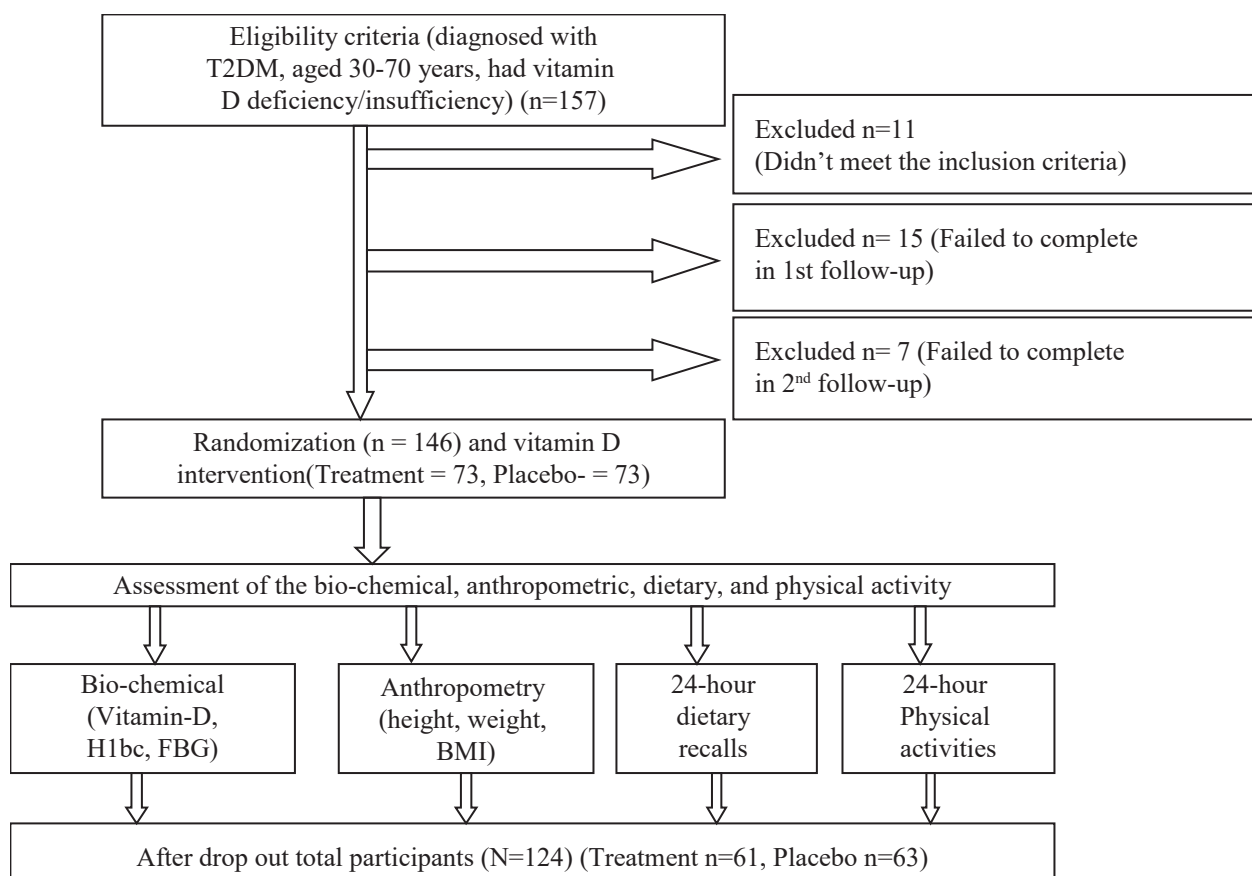 Eligibility criteria (diagnosed with
T2DM, aged 30-70 years, had vitamin
D deficiency/insufficiency) (n=157)
Excluded n=11
(Didn’t meet the inclusion criteria)
Excluded n= 15 (Failed to complete
in 1st follow-up)
Excluded n= 7 (Failed to complete
in 2nd follow-up)
Randomization (n = 146) and vitamin D
intervention(Treatment = 73, Placebo- = 73)
Assessment of the bio-chemical, anthropometric, dietary, and physical activity
Bio-chemical
(Vitamin-D,
H1bc, FBG)
Anthropometry
(height, weight,
BMI)
24-hour
dietary
recalls
24-hour
Physical
activities
After drop out total participants (N=124) (Treatment n=61, Placebo n=63)